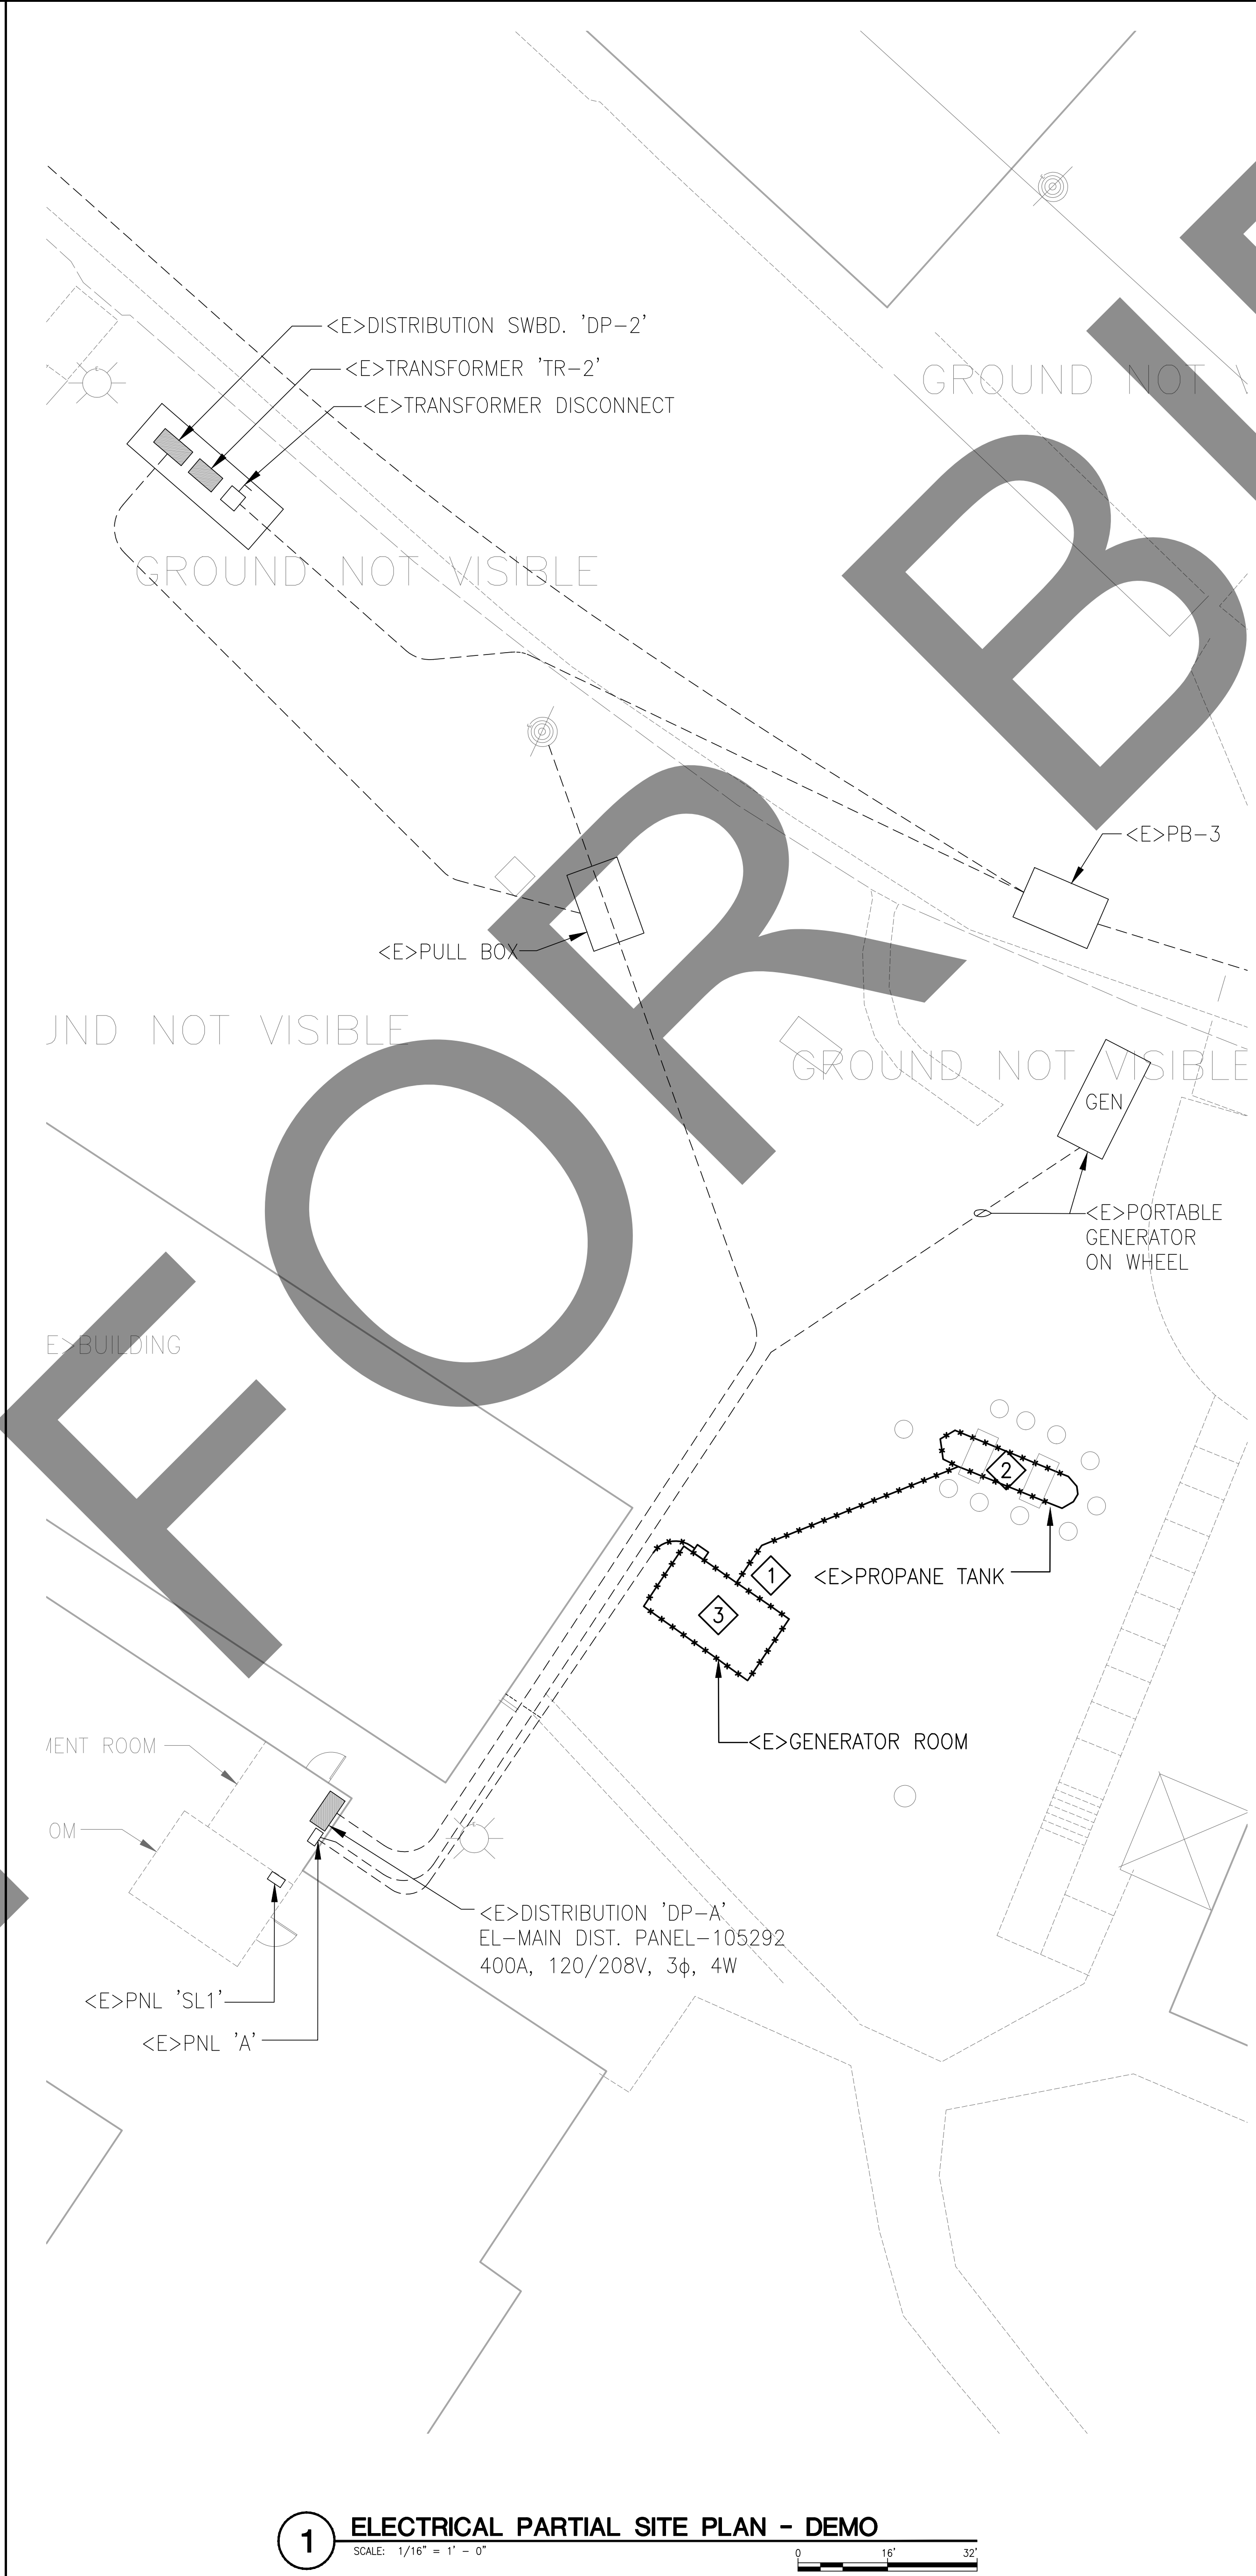 <E>DISTRIBUTION SWBD. 'DP-2'
<E>TRANSFORMER 'TR-2'
<E>TRANSFORMER DISCONNECT
GROUND NOT
GROUND NOT VISIBLE
<E>PB-3
<E>PULL BOX
UND NOT VISIBLE
GROUND NOT VISIBLE
GEN
<E>PORTABLE
GENERATOR
ON WHEEL
E>BUILDING
2
1
<E>PROPANE TANK
3
<E>GENERATOR ROOM
MENT ROOM
OM
<E>DISTRIBUTION 'DP-A'
EL-MAIN DIST. PANEL-105292
400A, 120/208V, 3ϕ, 4W
<E>PNL 'SL1'
<E>PNL 'A'
FOR BI
1
ELECTRICAL PARTIAL SITE PLAN - DEMO
SCALE: 1/16" = 1' - 0"
0 16' 32'